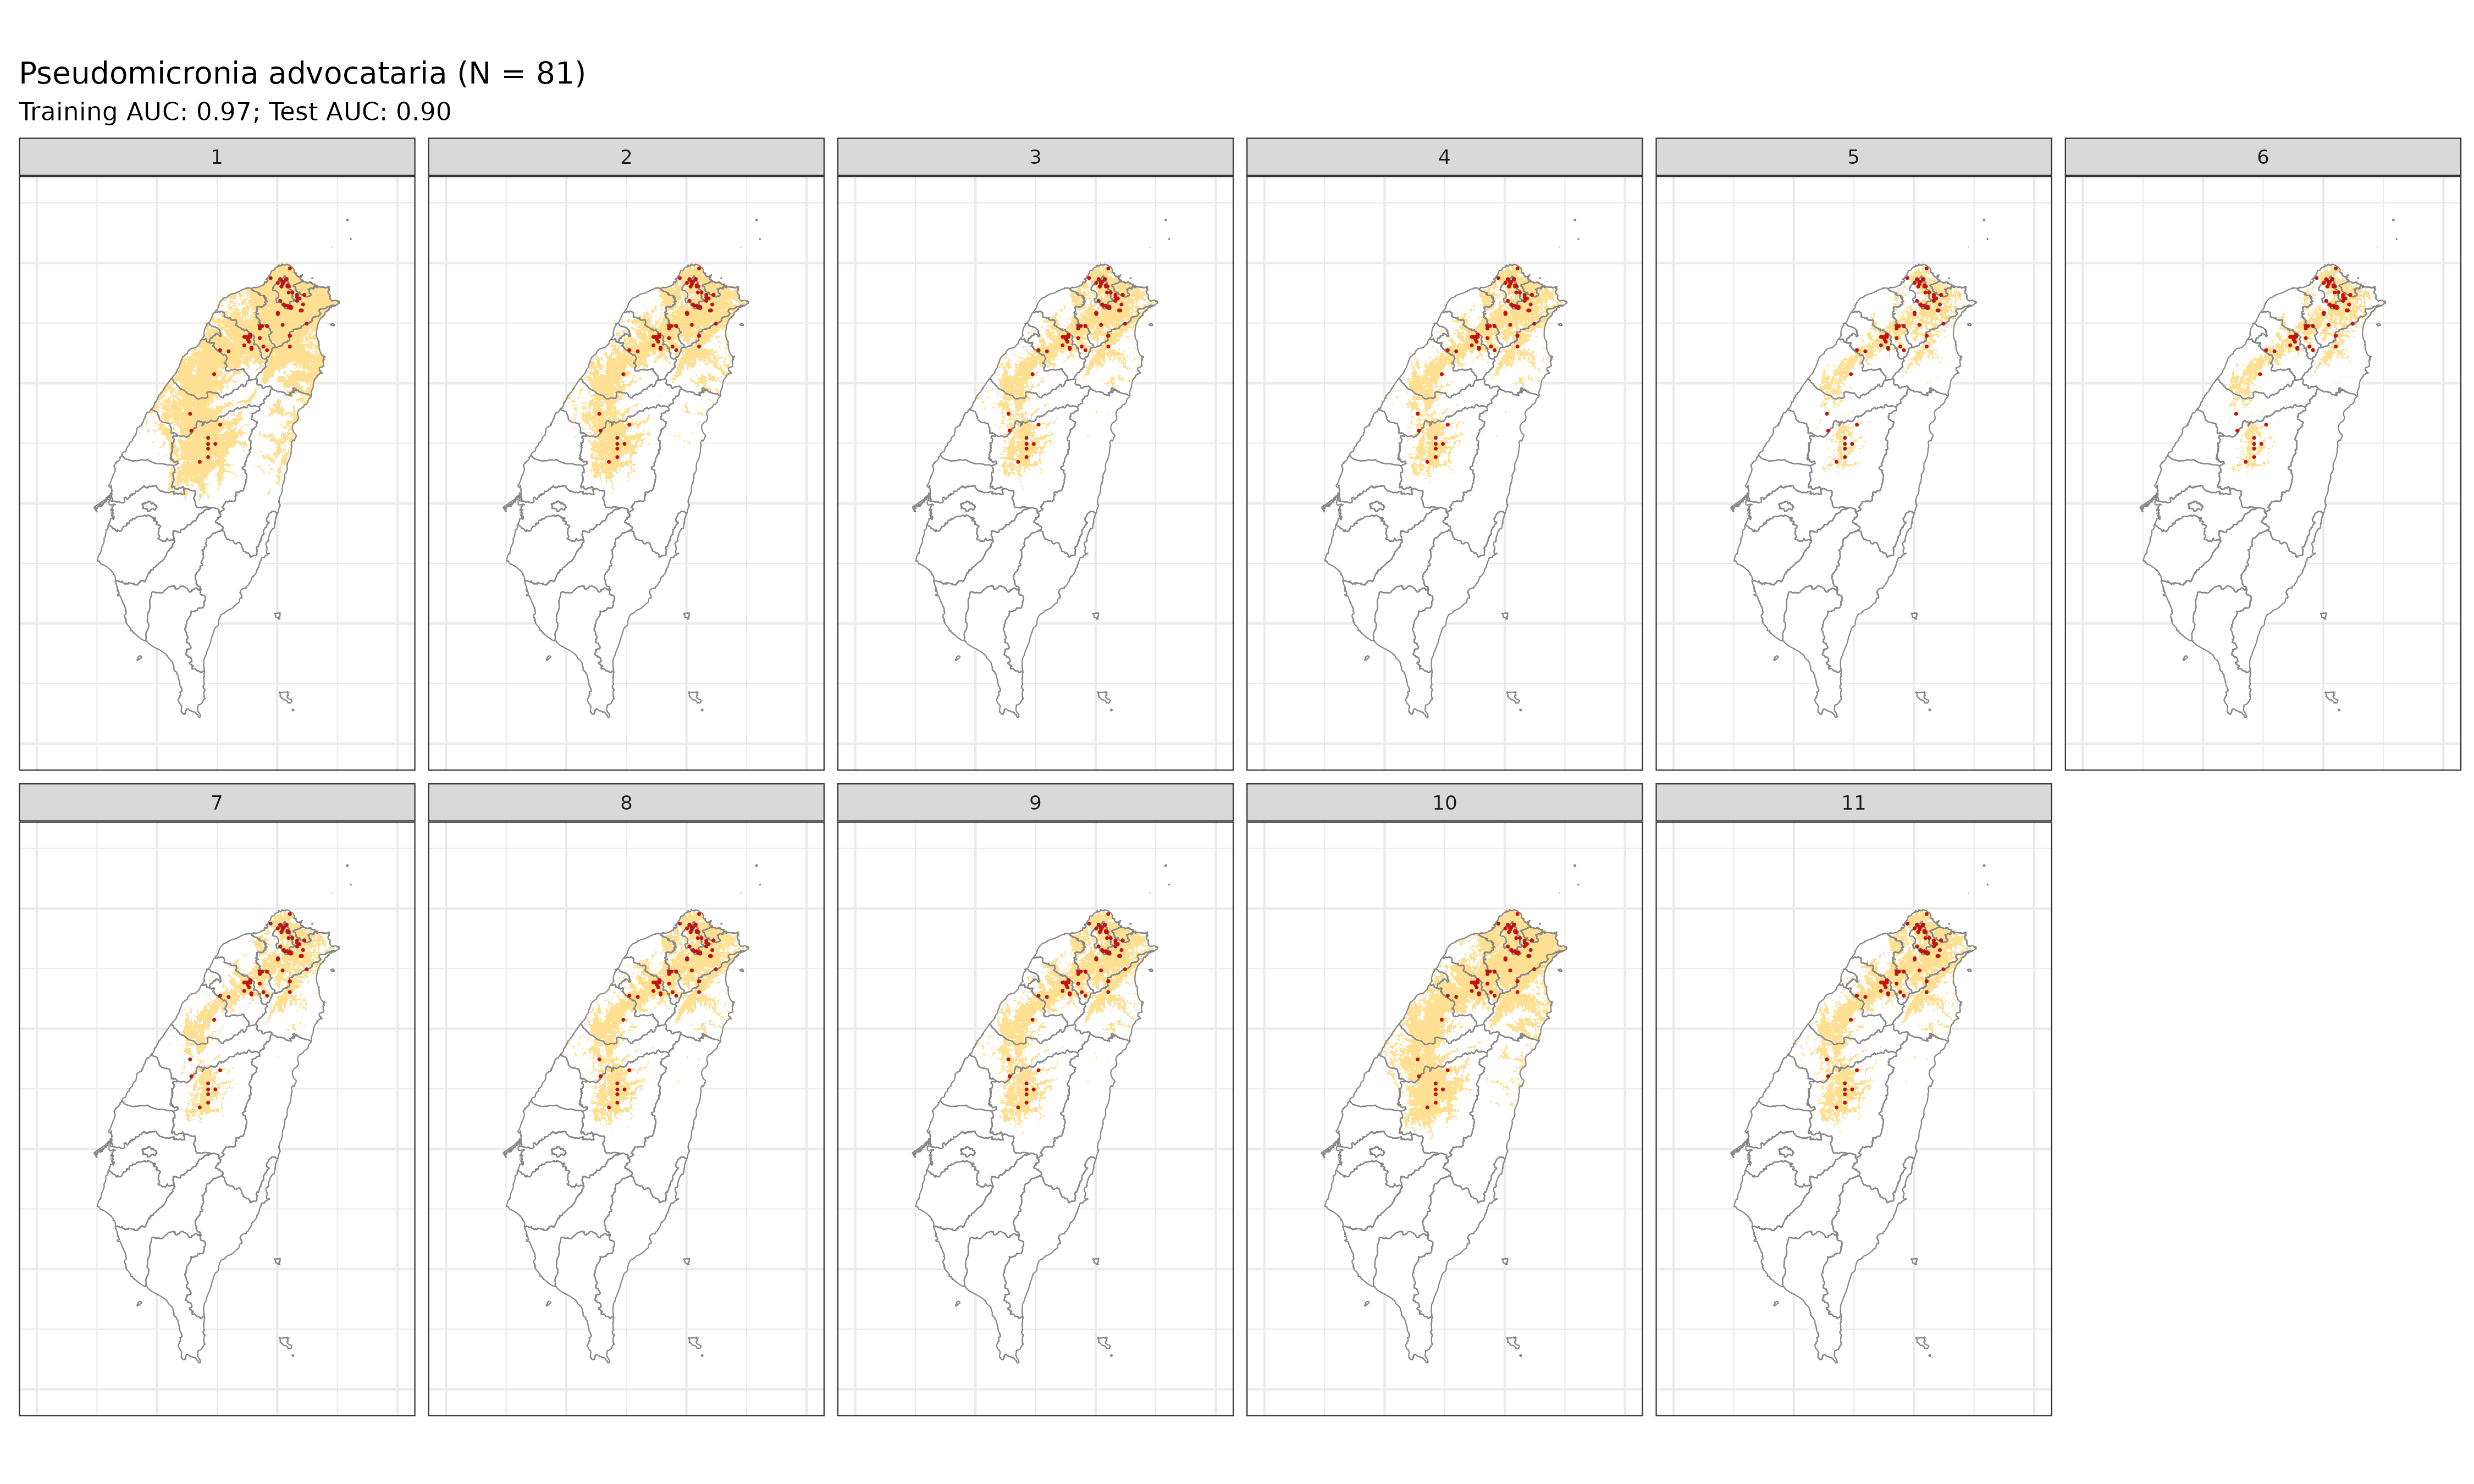 Pseudomicronia advocataria (N = 81)
Training AUC: 0.97; Test AUC: 0.90
1 2 3 4 5 6
7 8 9 10 11